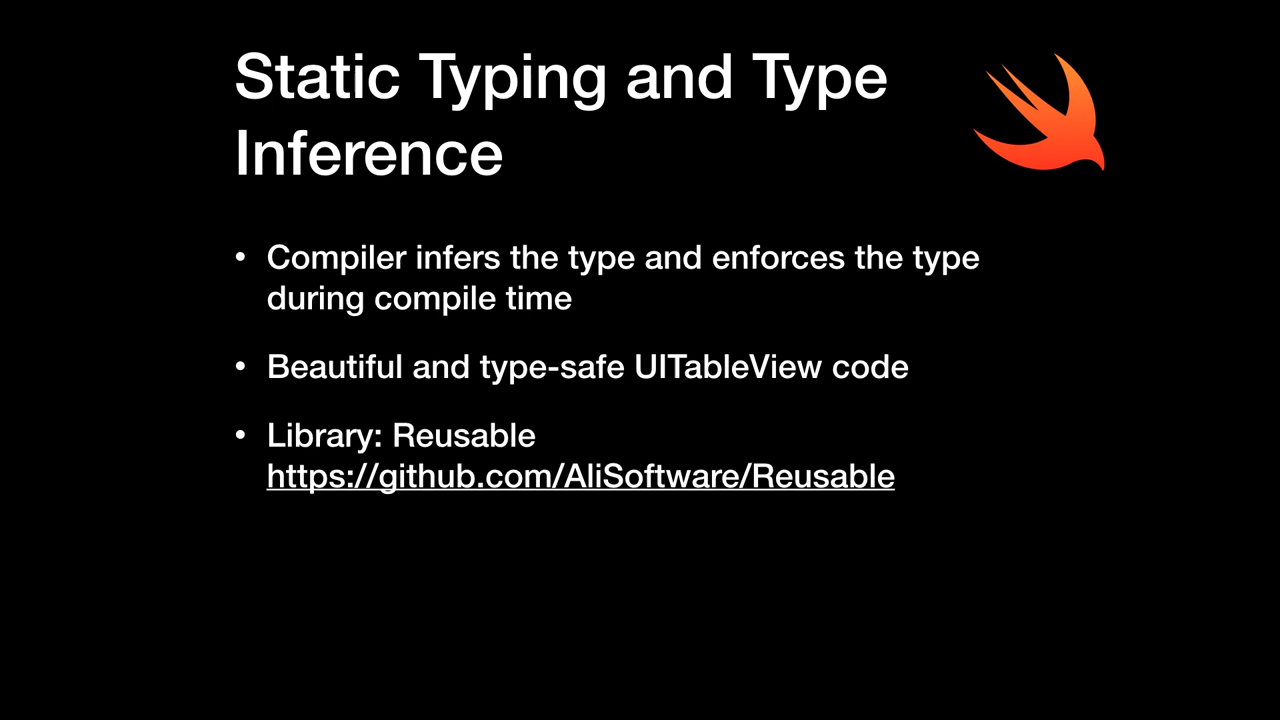 Static Typing and Type
Inference
• Compiler infers the type and enforces the type
during compile time
• Beautiful and type-safe UITableView code
• Library: Reusable
https://github.com/AliSoftware/Reusable